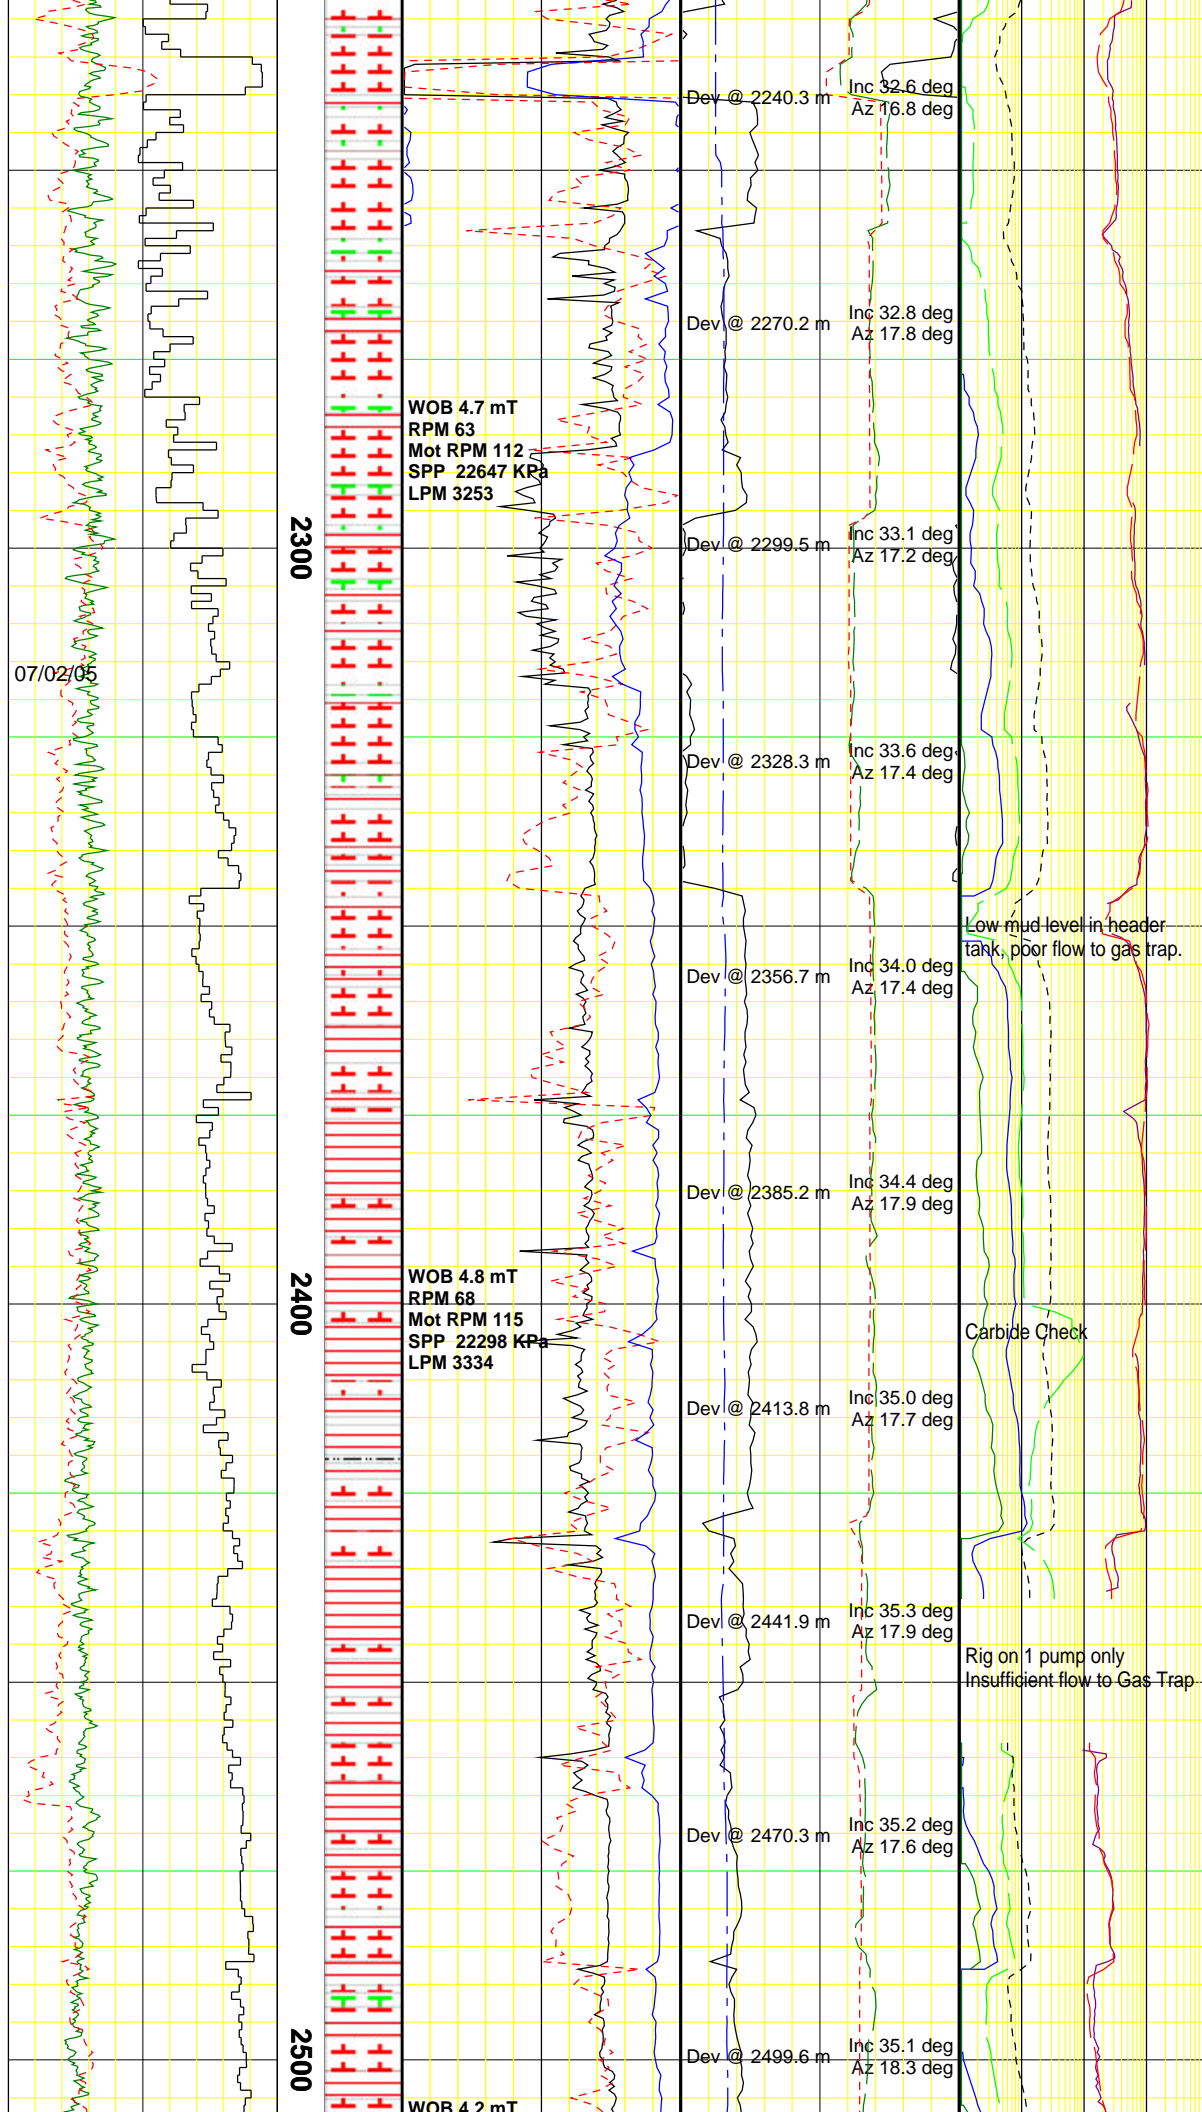 Dev @ 2240.3 m
Inc 32.6 deg
Az 16.8 deg
Dev @ 2270.2 m
Inc 32.8 deg
Az 17.8 deg
WOB 4.7 mT
RPM 63
Mot RPM 112
SPP 22647 KPa
LPM 3253
2300
Dev @ 2299.5 m
Inc 33.1 deg
Az 17.2 deg
07/02/05
Dev @ 2328.3 m
Inc 33.6 deg
Az 17.4 deg
Low mud level in header
tank, poor flow to gas trap.
Dev @ 2356.7 m
Inc 34.0 deg
Az 17.4 deg
Dev @ 2385.2 m
Inc 34.4 deg
Az 17.9 deg
2400
WOB 4.8 mT
RPM 68
Mot RPM 115
SPP 22298 KPa
LPM 3334
Carbide Check
Dev @ 2413.8 m
Inc 35.0 deg
Az 17.7 deg
Dev @ 2441.9 m
Inc 35.3 deg
Az 17.9 deg
Rig on 1 pump only
Insufficient flow to Gas Trap
Dev @ 2470.3 m
Inc 35.2 deg
Az 17.6 deg
2500
Dev @ 2499.6 m
Inc 35.1 deg
Az 18.3 deg
WOB 4.2 mT